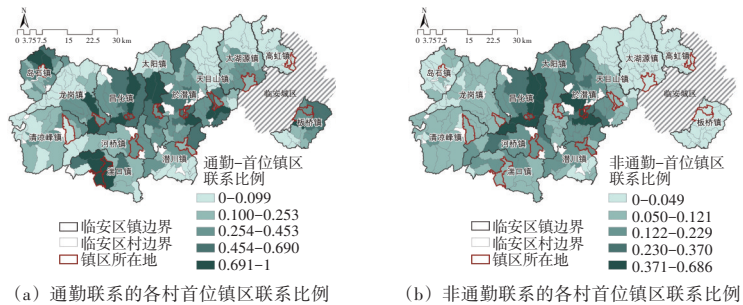 N
0 3.757.5 15 22.5 30 km
高虹镇
太湖源镇
太阳镇
天目山镇
岛石镇
龙岗镇
昌化镇
於潜镇
临安城区
板桥镇
清凉峰镇
河桥镇
潜川镇
湍口镇
通勤-首位镇区
联系比例
0-0.099
0.100-0.253
0.254-0.453
0.454-0.690
0.691-1
临安区镇边界
临安区村边界
镇区所在地
(a) 通勤联系的各村首位镇区联系比例
N
0 3.757.5 15 22.5 30 km
高虹镇
太湖源镇
太阳镇
天目山镇
岛石镇
龙岗镇
昌化镇
於潜镇
临安城区
板桥镇
清凉峰镇
河桥镇
潜川镇
湍口镇
非通勤-首位镇区
联系比例
0-0.049
0.050-0.121
0.122-0.229
0.230-0.370
0.371-0.686
临安区镇边界
临安区村边界
镇区所在地
(b) 非通勤联系的各村首位镇区联系比例